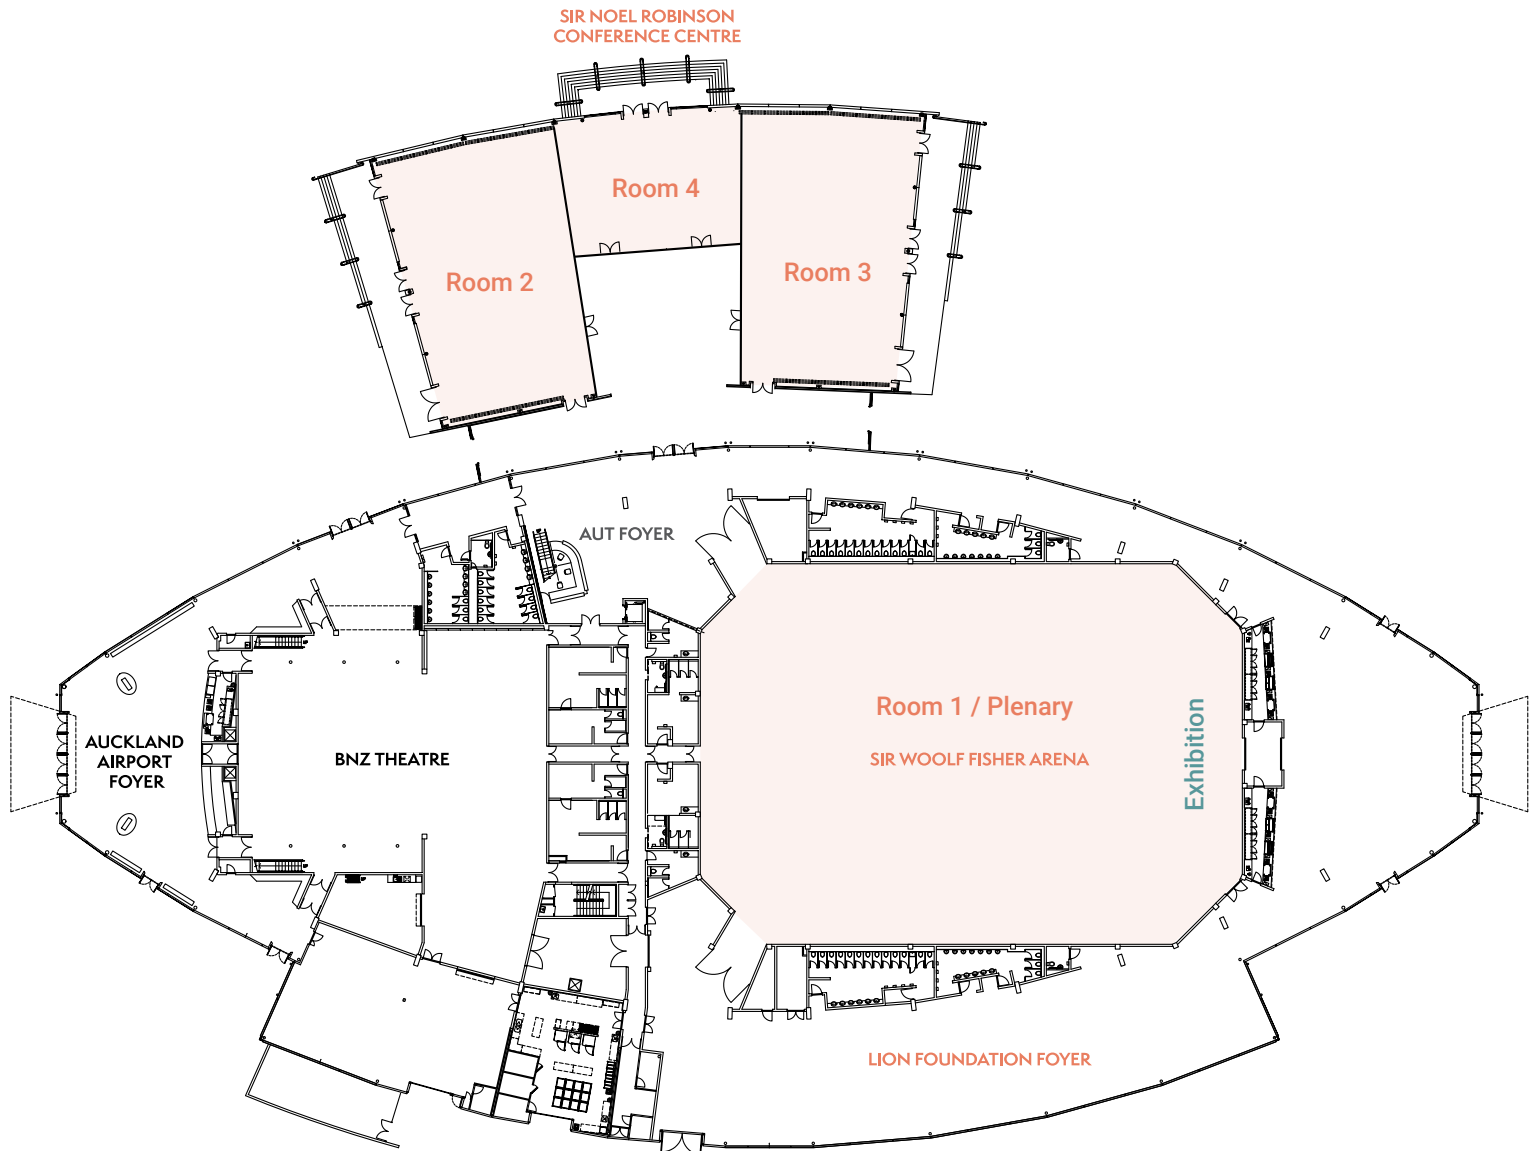 SIR NOEL ROBINSON
CONFERENCE CENTRE
Room 4
Room 2
Room 3
AUT FOYER
Room 1 / Plenary
SIR WOOLF FISHER ARENA
Exhibition
AUCKLAND
AIRPORT
FOYER
BNZ THEATRE
LION FOUNDATION FOYER